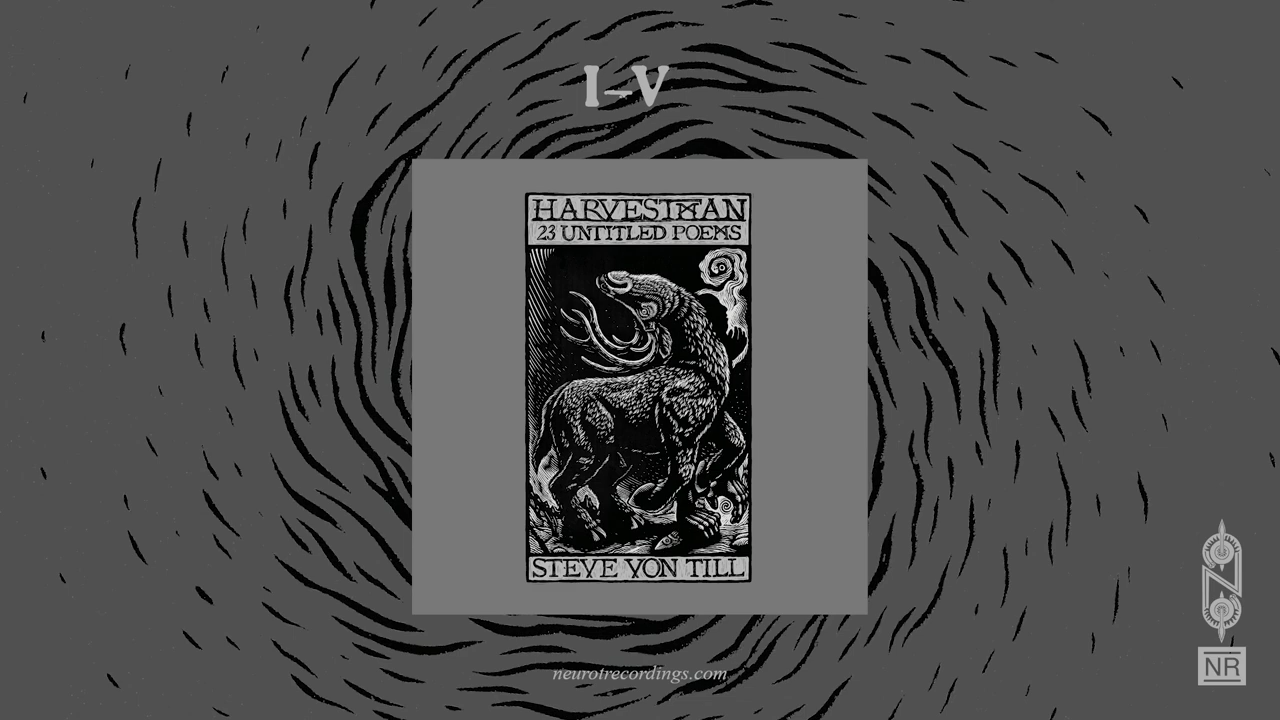 I–V
HARVESTMAN
23 UNTITLED POEMS
STEVE VON TILL
neurotrecordings.com
NR